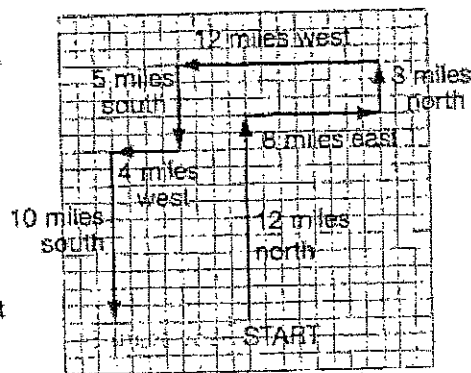 12 miles west
5 miles
south
3 miles
north
8 miles east
4 miles
west
10 miles
south
12 miles
north
START
t